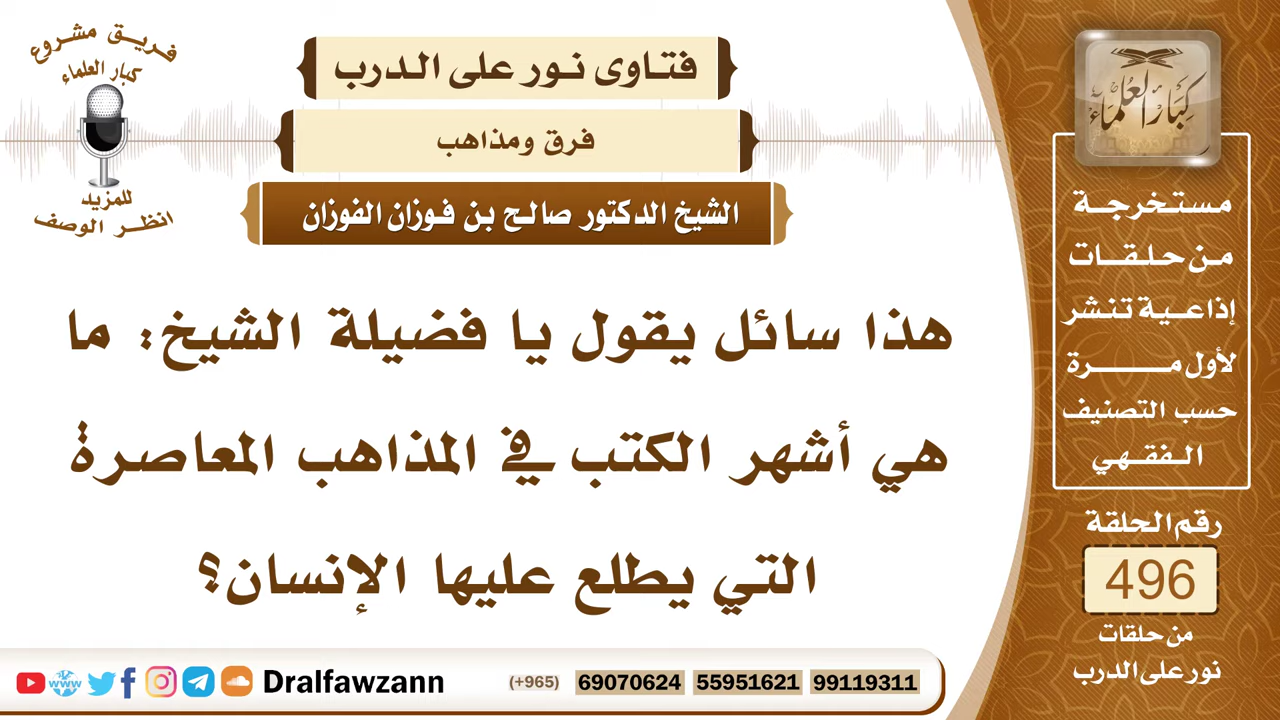 فريق مشروع
كبار العلماء
للمزيد
انظر الوصف
فتاوى نور على الدرب
فرق ومذاهب
الشيخ الدكتور صالح بن فوزان الفوزان
هذا سائل يقول يا فضيلة الشيخ: ما
هي أشهر الكتب في المذاهب المعاصرة
التي يطلع عليها الإنسان؟
كبار العلماء
مستخرجة
من حلقات
إذاعية تنشر
لأول مرة
حسب التصنيف
الفقهي
رقم الحلقة
496
من حلقات
نور على الدرب
www
Dralfawzann (+965) 69070624 55951621 99119311